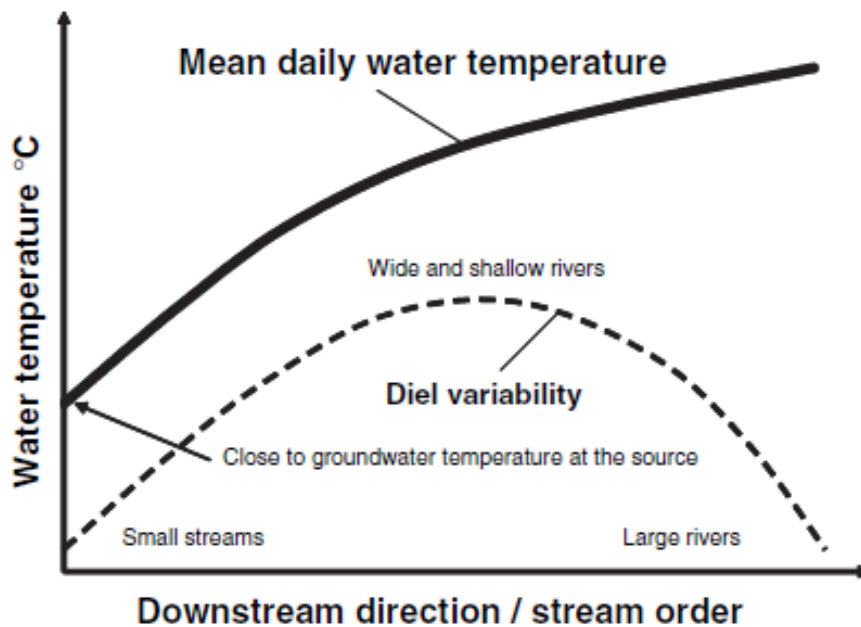 Mean daily water temperature
Water temperature °C
Wide and shallow rivers
Diel variability
Close to groundwater temperature at the source
Small streams
Large rivers
Downstream direction / stream order